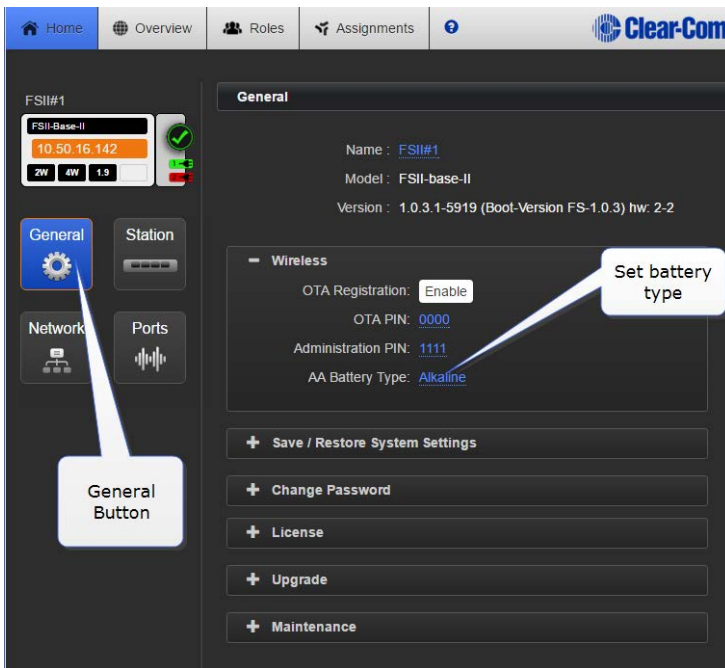 Home
Overview
Roles
Assignments
?
Clear-Com
FSII#1
FSII-Base-II
10.50.16.142
2W 4W 1.9
1
2
General
Station
Network
Ports
General Button
General
Name : FSII#1
Model : FSII-base-II
Version : 1.0.3.1-5919 (Boot-Version FS-1.0.3) hw: 2-2
Wireless
OTA Registration: Enable
OTA PIN: 0000
Administration PIN: 1111
AA Battery Type: Alkaline
Set battery
type
Save / Restore System Settings
Change Password
License
Upgrade
Maintenance